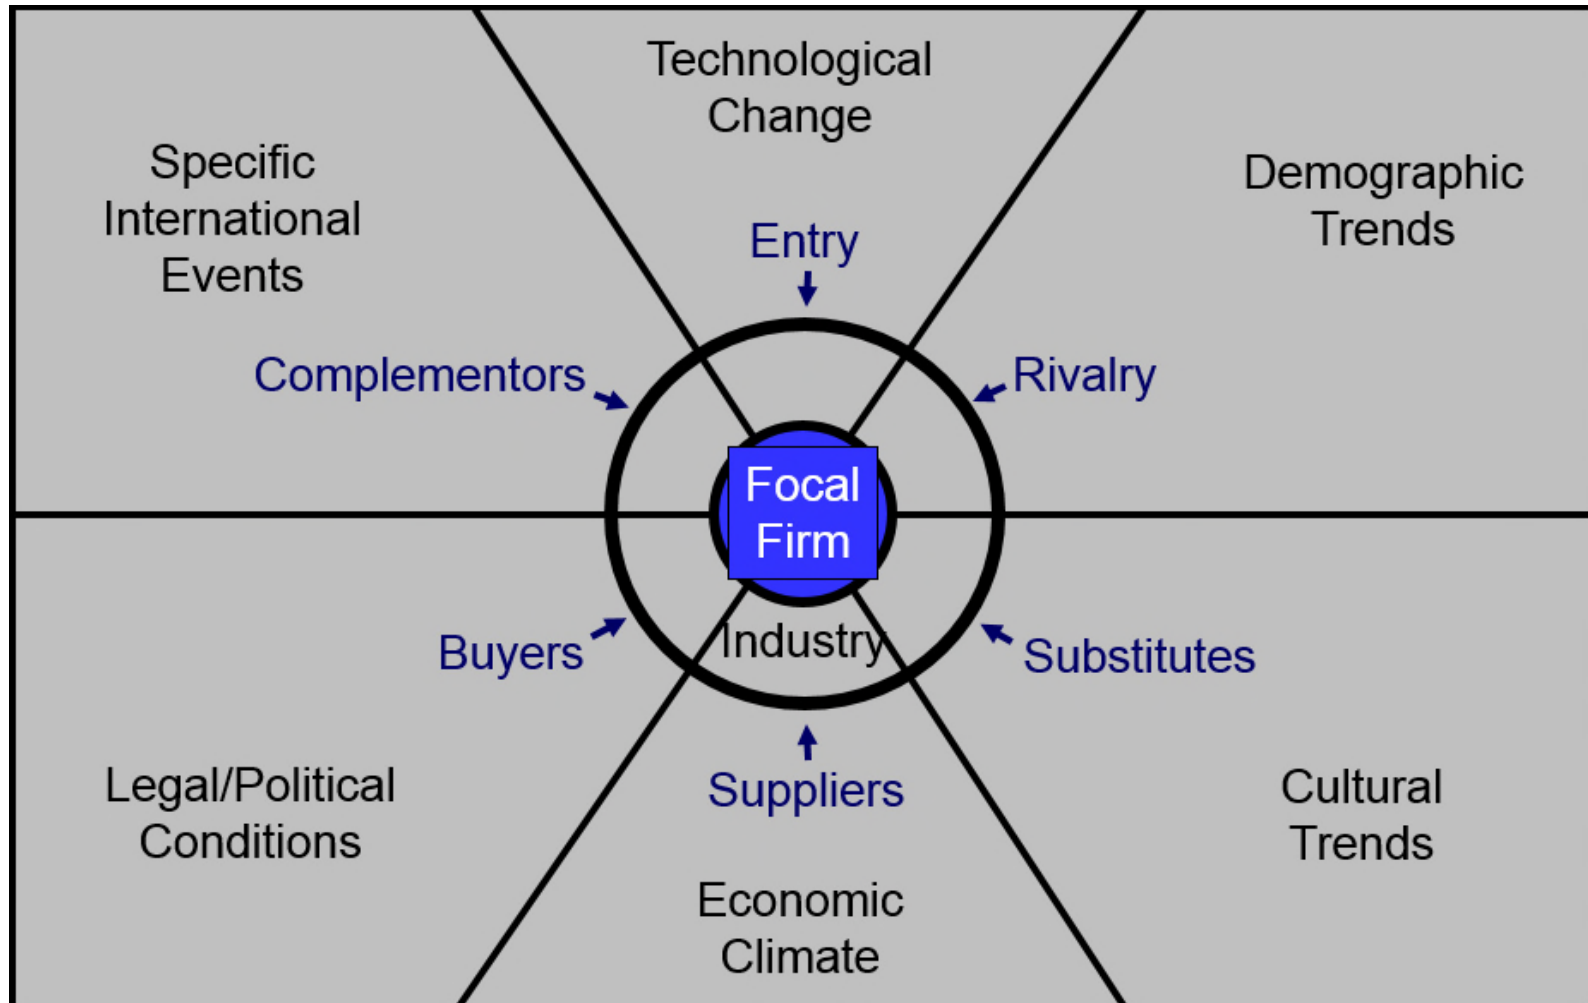 Technological
Change
Specific
International
Events
Demographic
Trends
Entry
Complementors
Rivalry
Focal
Firm
Industry
Buyers
Substitutes
Suppliers
Legal/Political
Conditions
Cultural
Trends
Economic
Climate